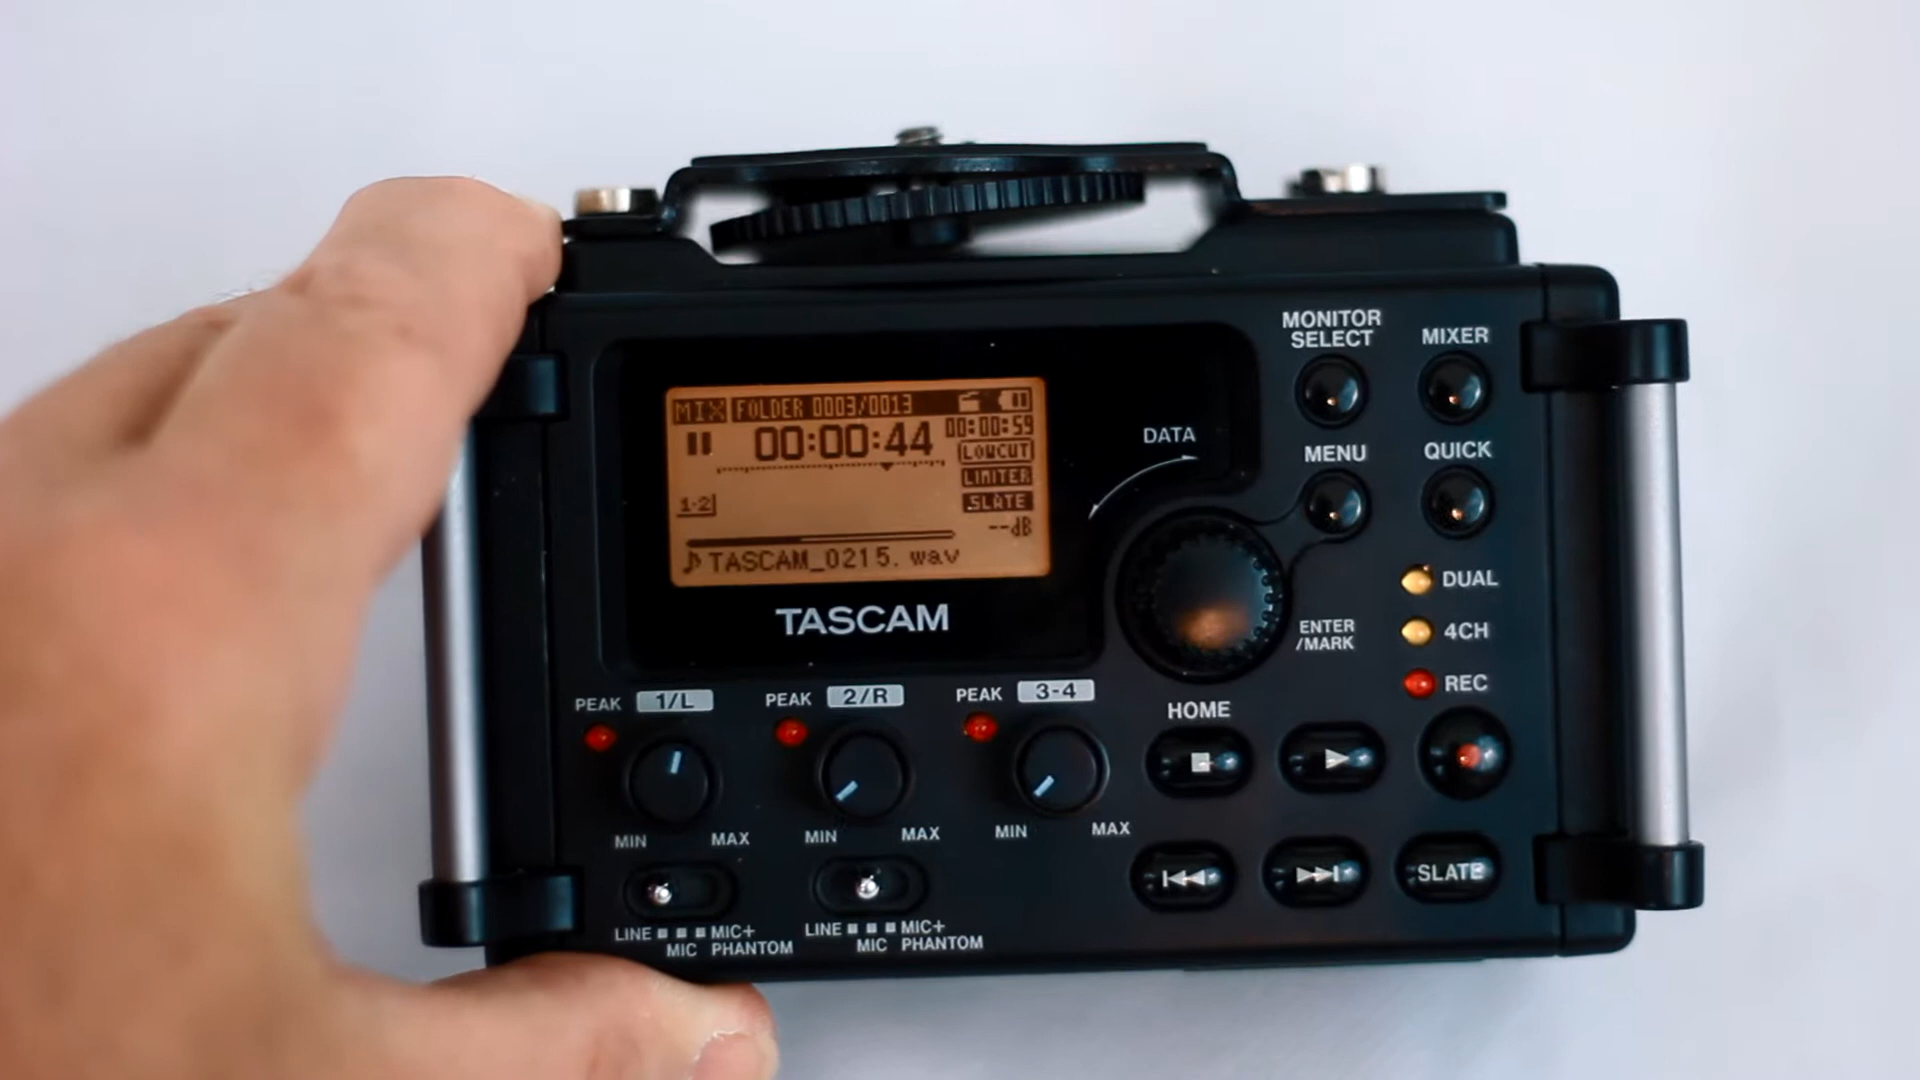 MIX FOLDER 0003/0013
00:00:44 00:00:59
LOWCUT
LIMITER
1-2
SLATE
--dB
TASCAM_0215.wav
TASCAM
MONITOR
SELECT
MIXER
DATA
MENU
QUICK
DUAL
4CH
REC
ENTER
/MARK
HOME
PEAK 1/L
PEAK 2/R
PEAK 3-4
MIN MAX
MIN MAX
MIN MAX
SLATE
LINE MIC+
MIC PHANTOM
LINE MIC+
MIC PHANTOM